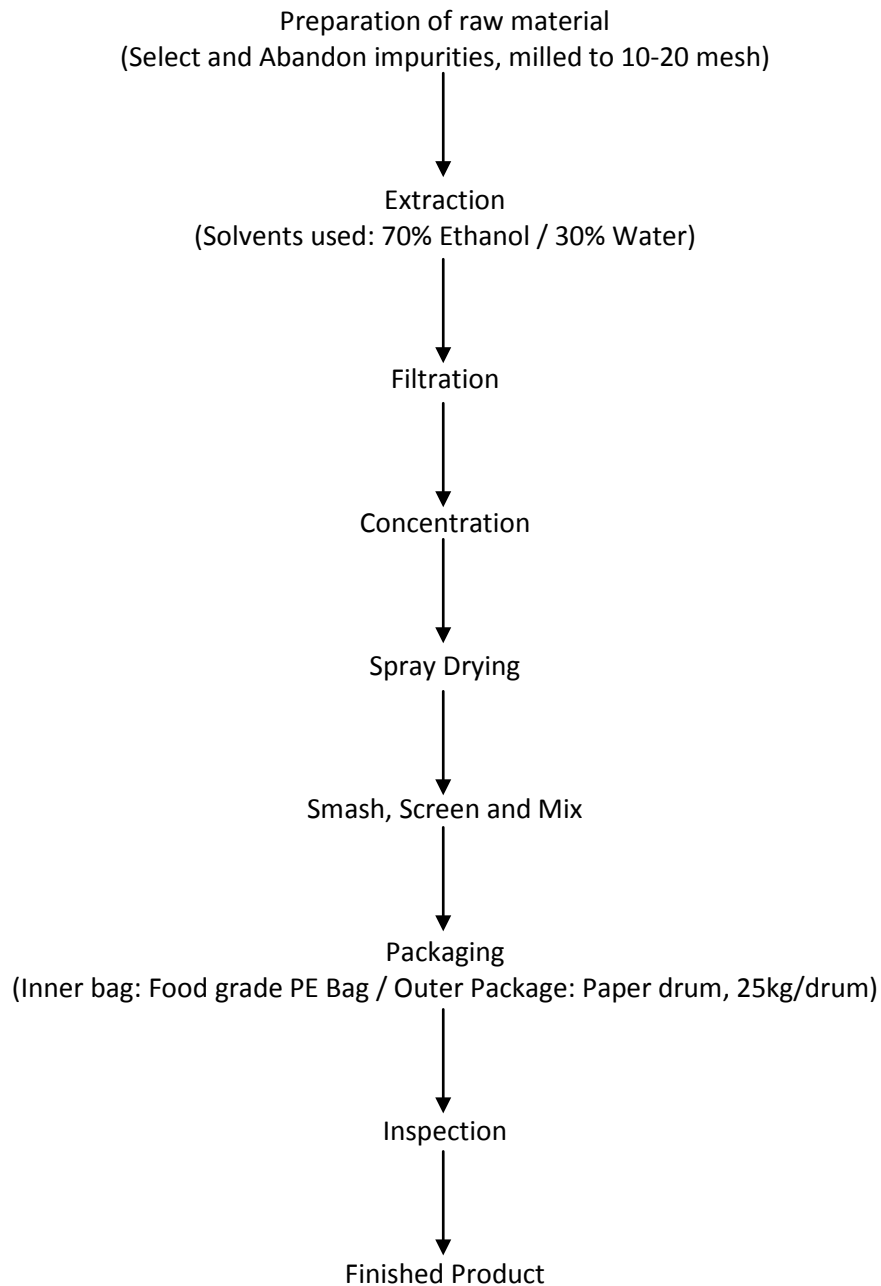 Preparation of raw material
(Select and Abandon impurities, milled to 10-20 mesh)
Extraction
(Solvents used: 70% Ethanol / 30% Water)
Filtration
Concentration
Spray Drying
Smash, Screen and Mix
Packaging
(Inner bag: Food grade PE Bag / Outer Package: Paper drum, 25kg/drum)
Inspection
Finished Product